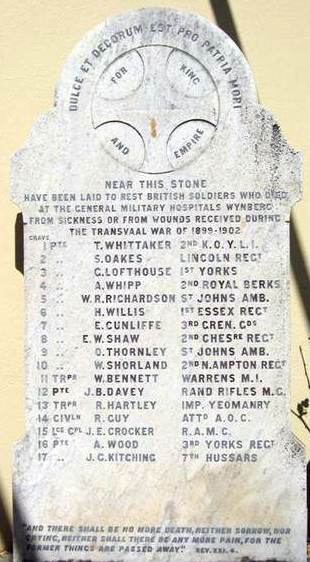 DULCE ET DECORUM EST PRO PATRIA MORI
FOR KING
AND EMPIRE
NEAR THIS STONE
HAVE BEEN LAID TO REST BRITISH SOLDIERS WHO DIED
AT THE GENERAL MILITARY HOSPITALS WYNBERG
FROM SICKNESS OR FROM WOUNDS RECEIVED DURING
THE TRANSVAAL WAR OF 1899-1902.
GRAVE
1 PTE T. WHITTAKER 2ND K.O.Y.L.I.
2 " S. OAKES LINCOLN REGT
3 " G. LOFTHOUSE 1ST YORKS
4 " A. WHIPP 2ND ROYAL BERKS
5 " W.R. RICHARDSON ST JOHNS AMB.
6 " H. WILLIS 1ST ESSEX REGT
7 " E. CUNLIFFE 3RD GREN. GDS
8 " E.W. SHAW 2ND CHESRE REGT
9 " O. THORNLEY ST JOHNS AMB.
10 " W. SHORLAND 2ND N.AMPTON REGT
11 TRPR W. BENNETT WARRENS M.I.
12 PTE J.B. DAVEY RAND RIFLES M.C.
13 TRPR R. HARTLEY IMP. YEOMANRY
14 CIVLN R. GUY ATTD A.O.C.
15 LCE CPL J.E. CROCKER R.A.M.C.
16 PTE A. WOOD 3RD YORKS REGT
17 " J.G. KITCHING 7TH HUSSARS
"AND THERE SHALL BE NO MORE DEATH, NEITHER SORROW, NOR
CRYING, NEITHER SHALL THERE BE ANY MORE PAIN, FOR THE
FORMER THINGS ARE PASSED AWAY." REV. XXI. 4.